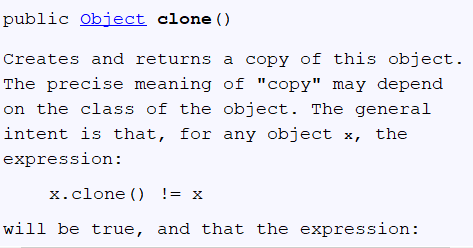 public Object clone()
Creates and returns a copy of this object.
The precise meaning of "copy" may depend
on the class of the object. The general
intent is that, for any object x, the
expression:
x.clone() != x
will be true, and that the expression: